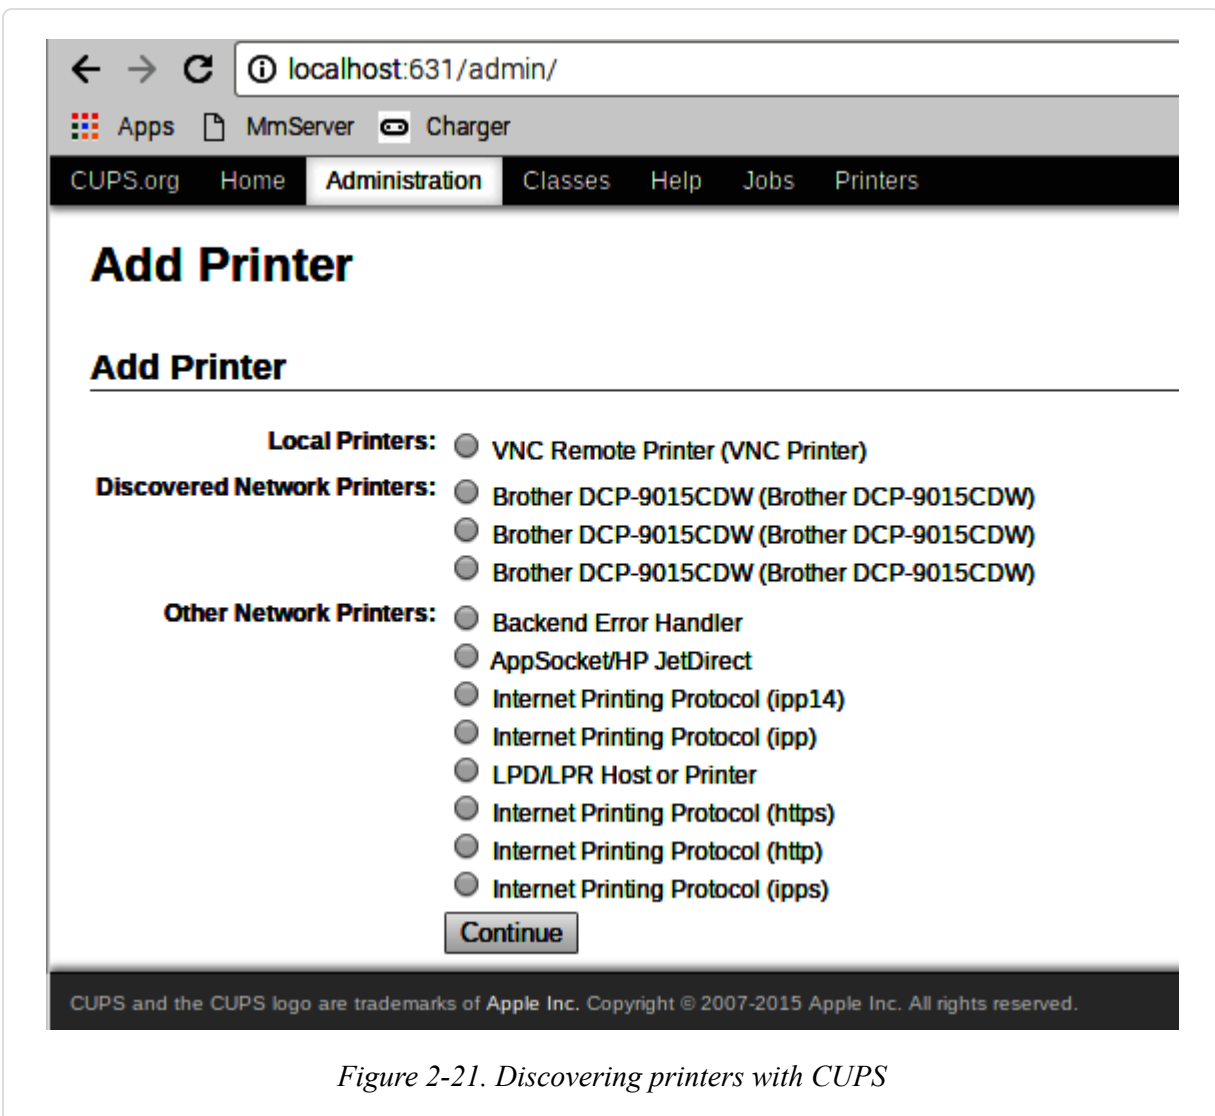 localhost:631/admin/
Apps MmServer Charger
CUPS.org Home Administration Classes Help Jobs Printers
Add Printer
Add Printer
Local Printers: VNC Remote Printer (VNC Printer)
Discovered Network Printers: Brother DCP-9015CDW (Brother DCP-9015CDW)
Brother DCP-9015CDW (Brother DCP-9015CDW)
Brother DCP-9015CDW (Brother DCP-9015CDW)
Other Network Printers: Backend Error Handler
AppSocket/HP JetDirect
Internet Printing Protocol (ipp14)
Internet Printing Protocol (ipp)
LPD/LPR Host or Printer
Internet Printing Protocol (https)
Internet Printing Protocol (http)
Internet Printing Protocol (ipps)
Continue
CUPS and the CUPS logo are trademarks of Apple Inc. Copyright © 2007-2015 Apple Inc. All rights reserved.
Figure 2-21. Discovering printers with CUPS